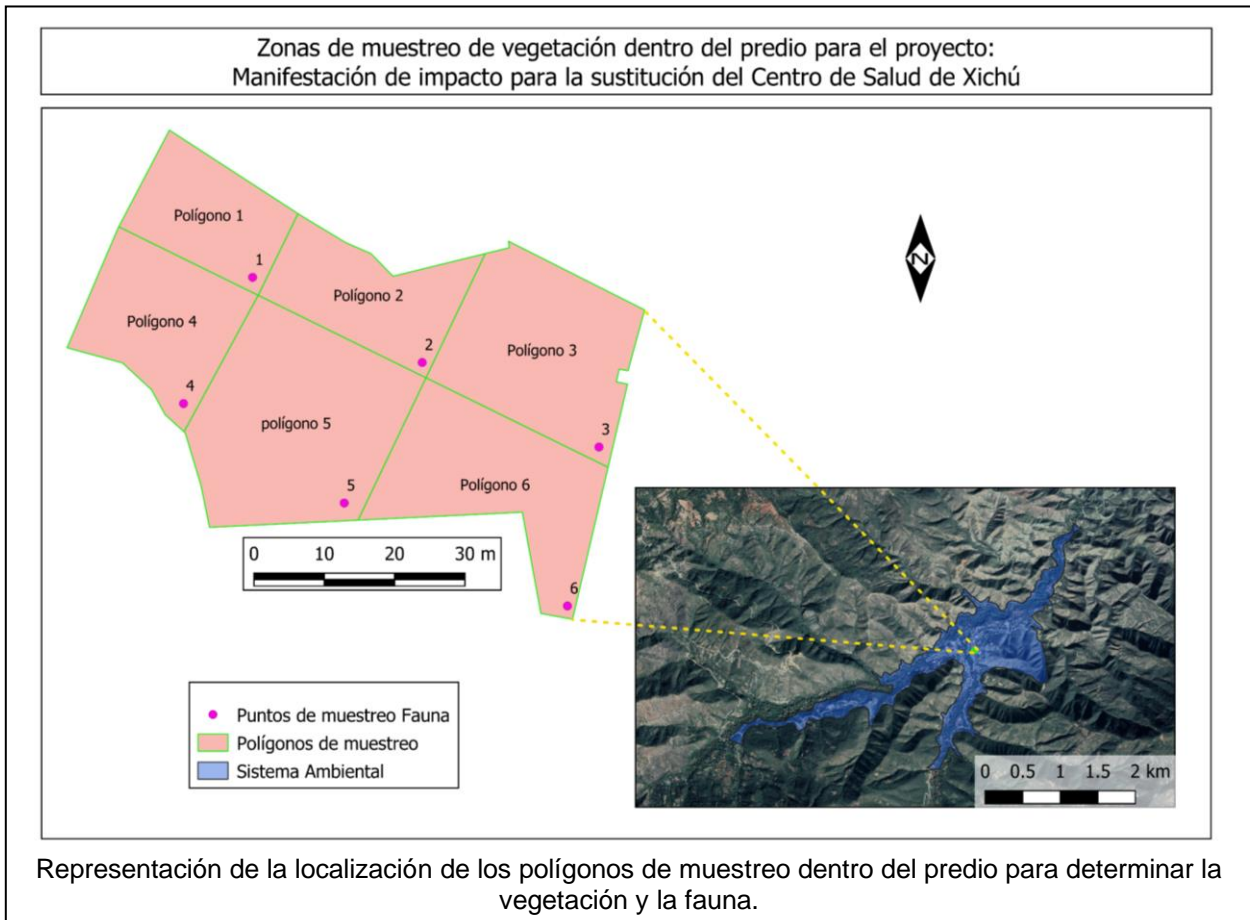 Zonas de muestreo de vegetación dentro del predio para el proyecto:
Manifestación de impacto para la sustitución del Centro de Salud de Xichú
Polígono 1
1
Polígono 2
N
Polígono 4
2
Polígono 3
4
polígono 5
3
5
Polígono 6
0 10 20 30 m
6
Puntos de muestreo Fauna
Polígonos de muestreo
Sistema Ambiental
0 0.5 1 1.5 2 km
Representación de la localización de los polígonos de muestreo dentro del predio para determinar la
vegetación y la fauna.